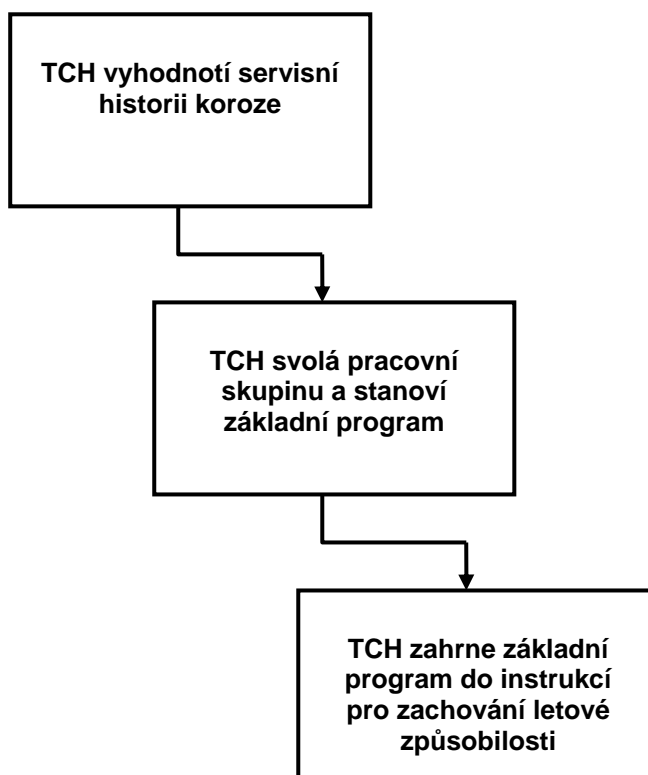 TCH vyhodnotí servisní
historii koroze
TCH svolá pracovní
skupinu a stanoví
základní program
TCH zahrne základní
program do instrukcí
pro zachování letové
způsobilosti